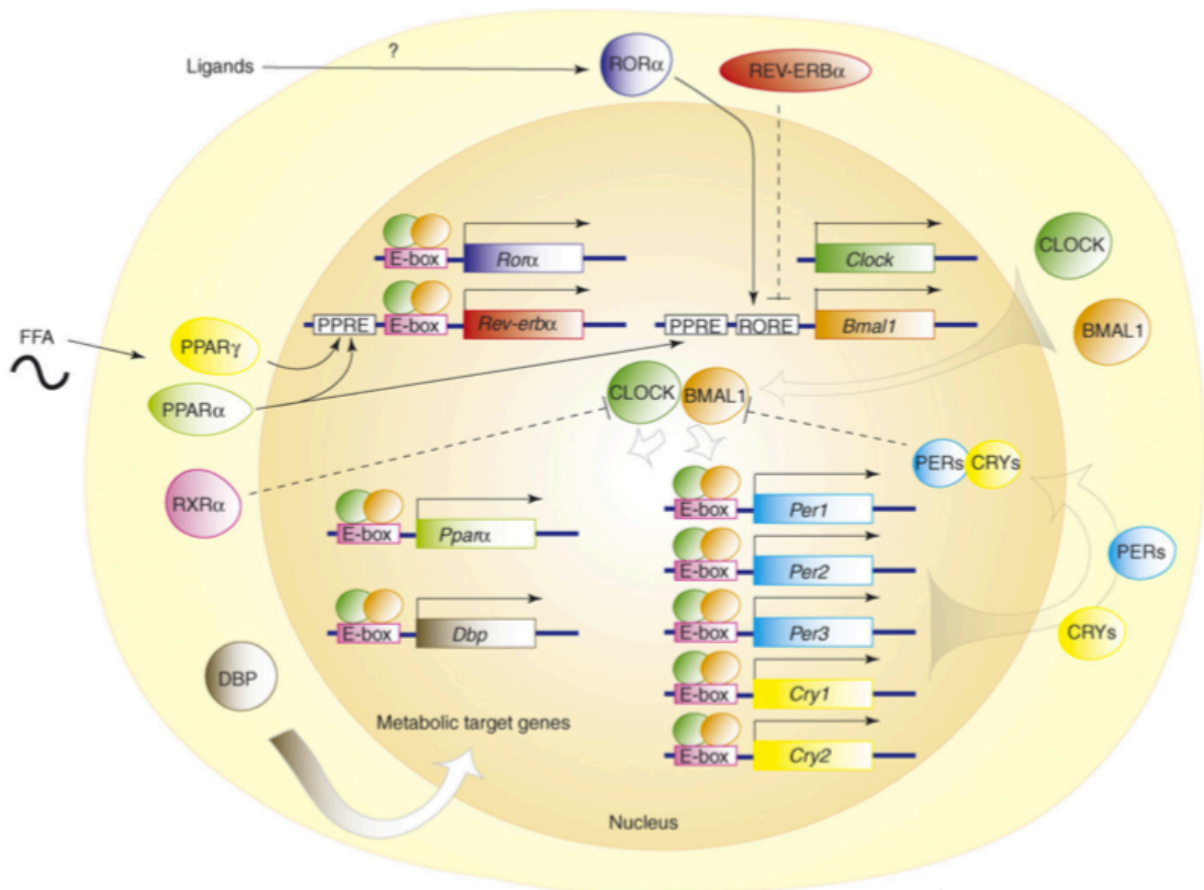 ?
Ligands
RORα
REV-ERBα
CLOCK
E-box
Rorα
Clock
BMAL1
FFA
PPARγ
PPRE
E-box
Rev-erbα
PPRE
RORE
Bmal1
PPARα
CLOCK
BMAL1
PERs
CRYs
RXRα
E-box
Pparα
E-box
Per1
PERs
E-box
Per2
E-box
Dbp
E-box
Per3
CRYs
DBP
E-box
Cry1
Metabolic target genes
E-box
Cry2
Nucleus